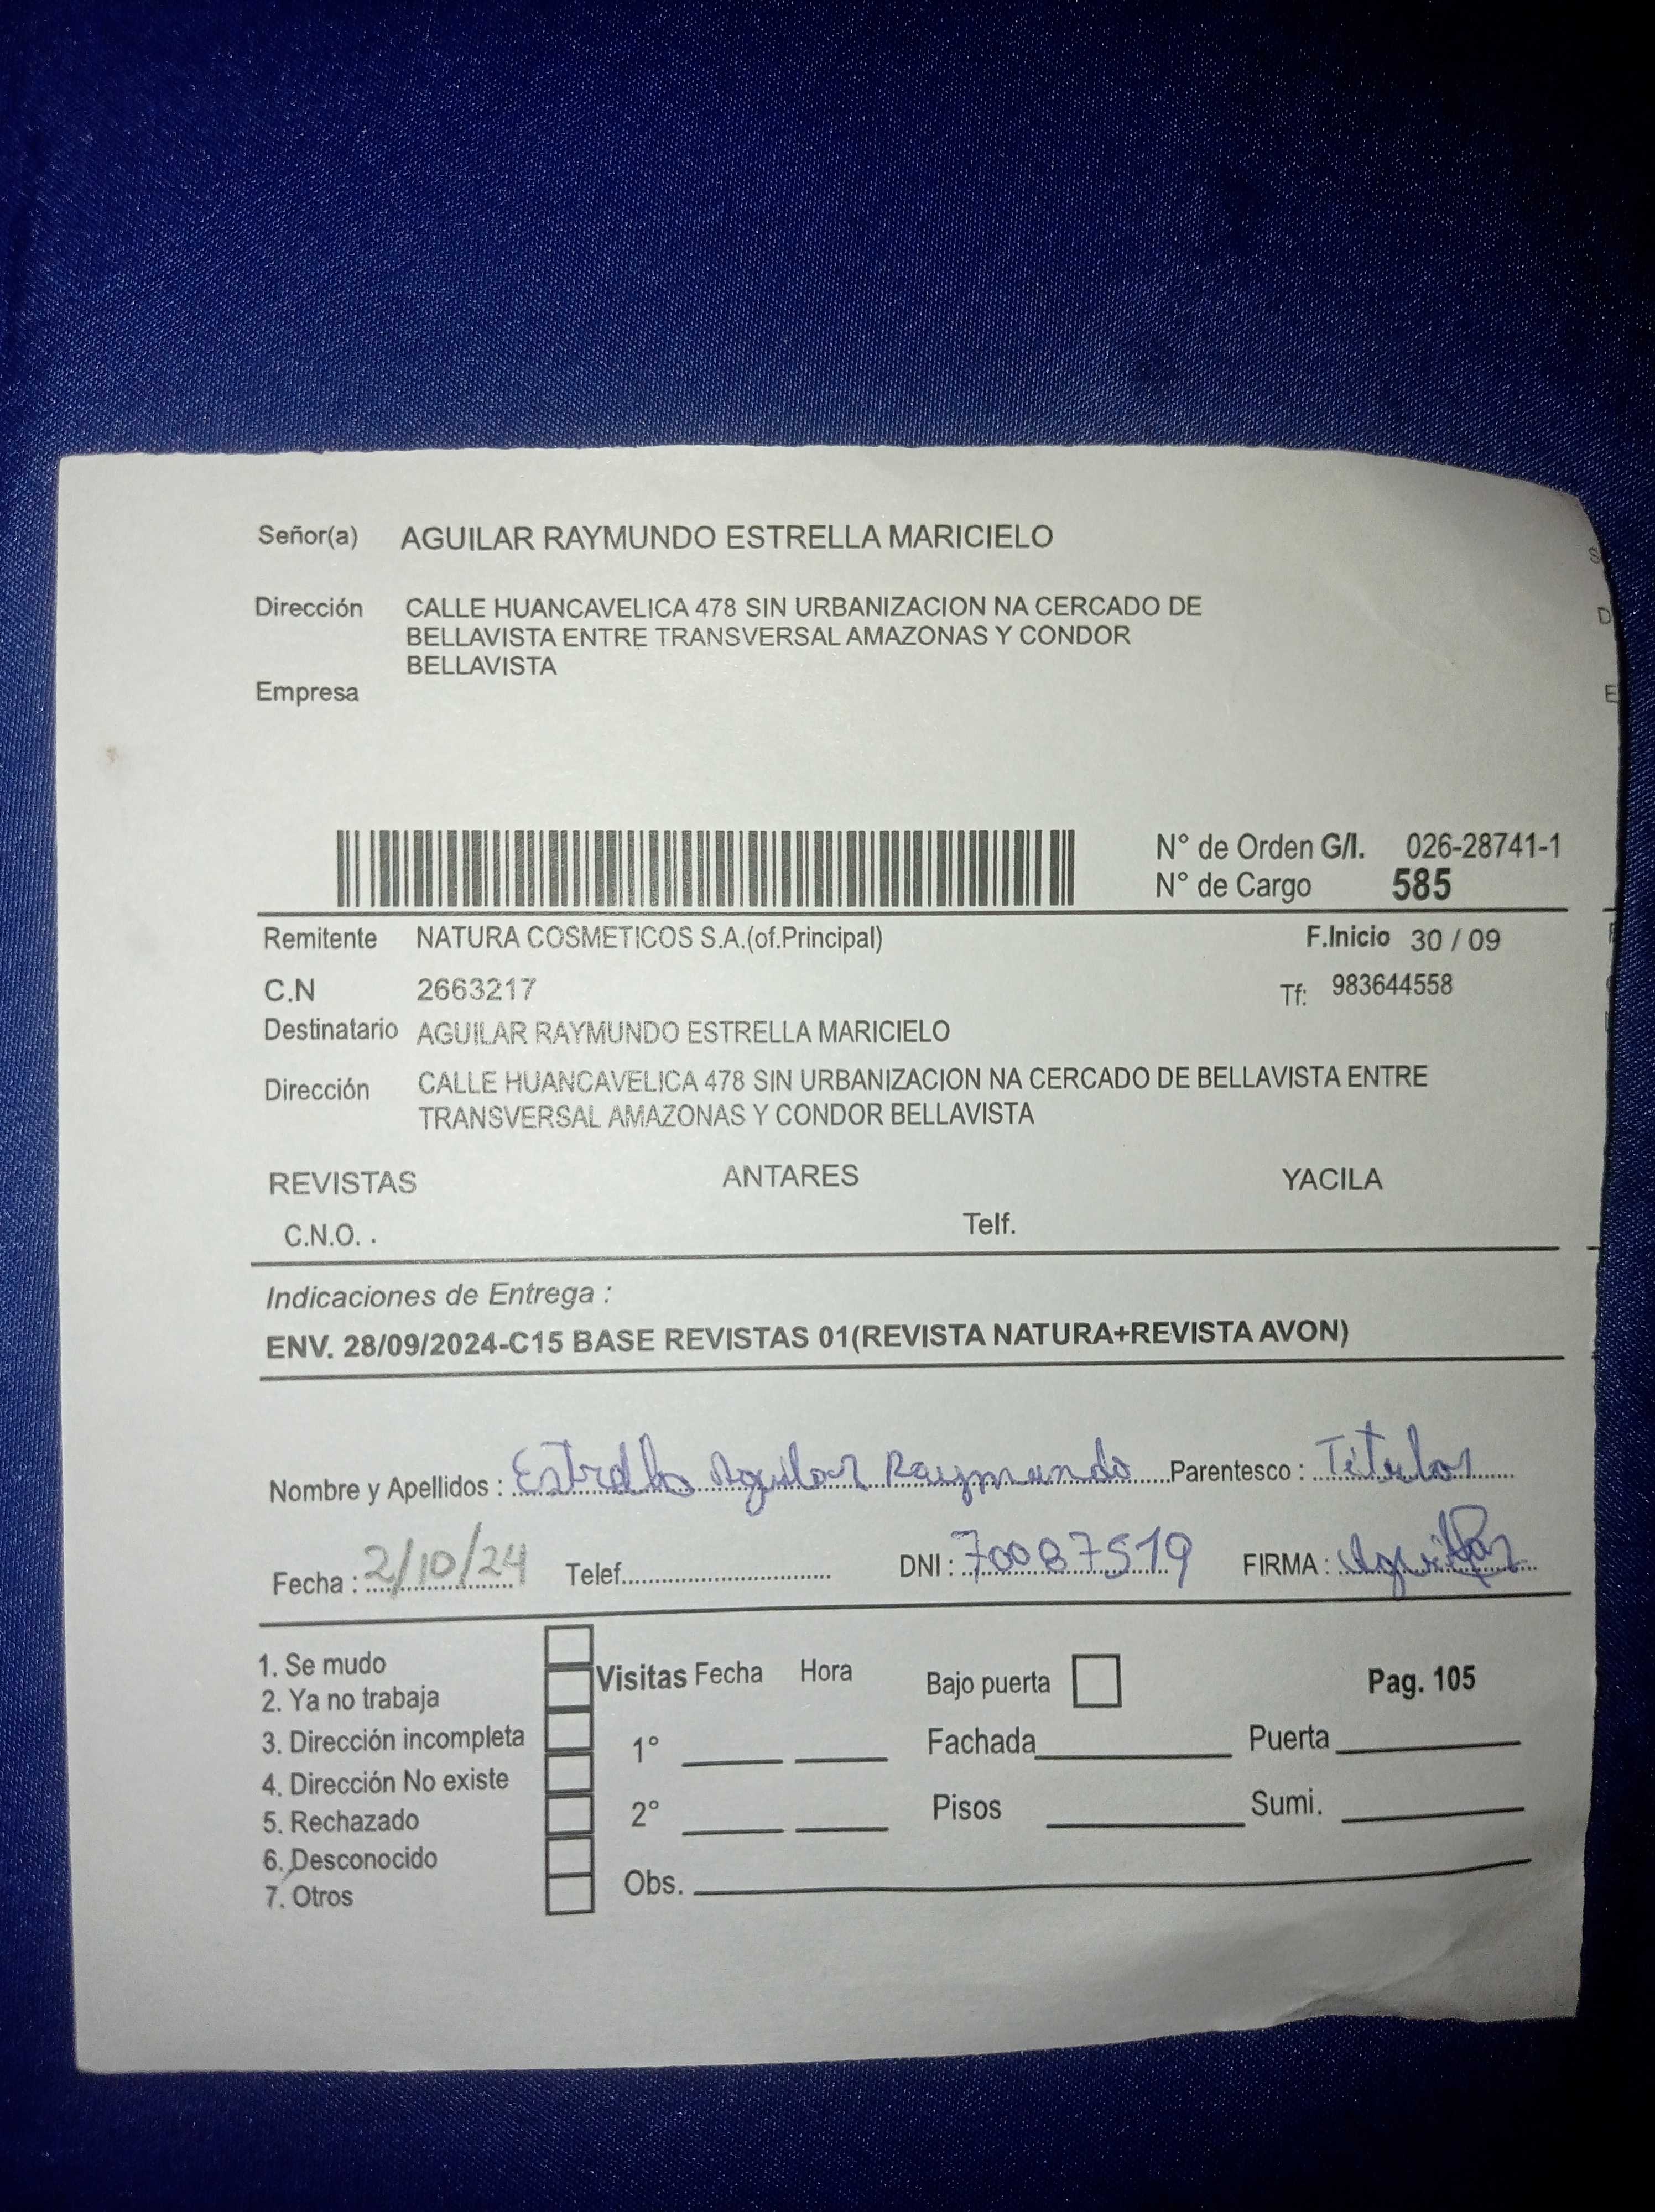 Señor(a) AGUILAR RAYMUNDO ESTRELLA MARICIELO
Dirección CALLE HUANCAVELICA 478 SIN URBANIZACION NA CERCADO DE
BELLAVISTA ENTRE TRANSVERSAL AMAZONAS Y CONDOR
BELLAVISTA
Empresa
N° de Orden G/I. 026-28741-1
N° de Cargo 585
Remitente NATURA COSMETICOS S.A.(of.Principal) F.Inicio 30 / 09
C.N 2663217 Tf: 983644558
Destinatario AGUILAR RAYMUNDO ESTRELLA MARICIELO
Dirección CALLE HUANCAVELICA 478 SIN URBANIZACION NA CERCADO DE BELLAVISTA ENTRE
TRANSVERSAL AMAZONAS Y CONDOR BELLAVISTA
REVISTAS ANTARES YACILA
C.N.O. . Telf.
Indicaciones de Entrega :
ENV. 28/09/2024-C15 BASE REVISTAS 01(REVISTA NATURA+REVISTA AVON)
Nombre y Apellidos : Estrella Aguilar Raymundo Parentesco : Titular
Fecha : 2/10/24 Telef. DNI : 70087519 FIRMA : Aguilar
1. Se mudo
2. Ya no trabaja
3. Dirección incompleta
4. Dirección No existe
5. Rechazado
6. Desconocido
7. Otros
Visitas Fecha Hora
1°
2°
Obs.
Bajo puerta Pag. 105
Fachada Puerta
Pisos Sumi.